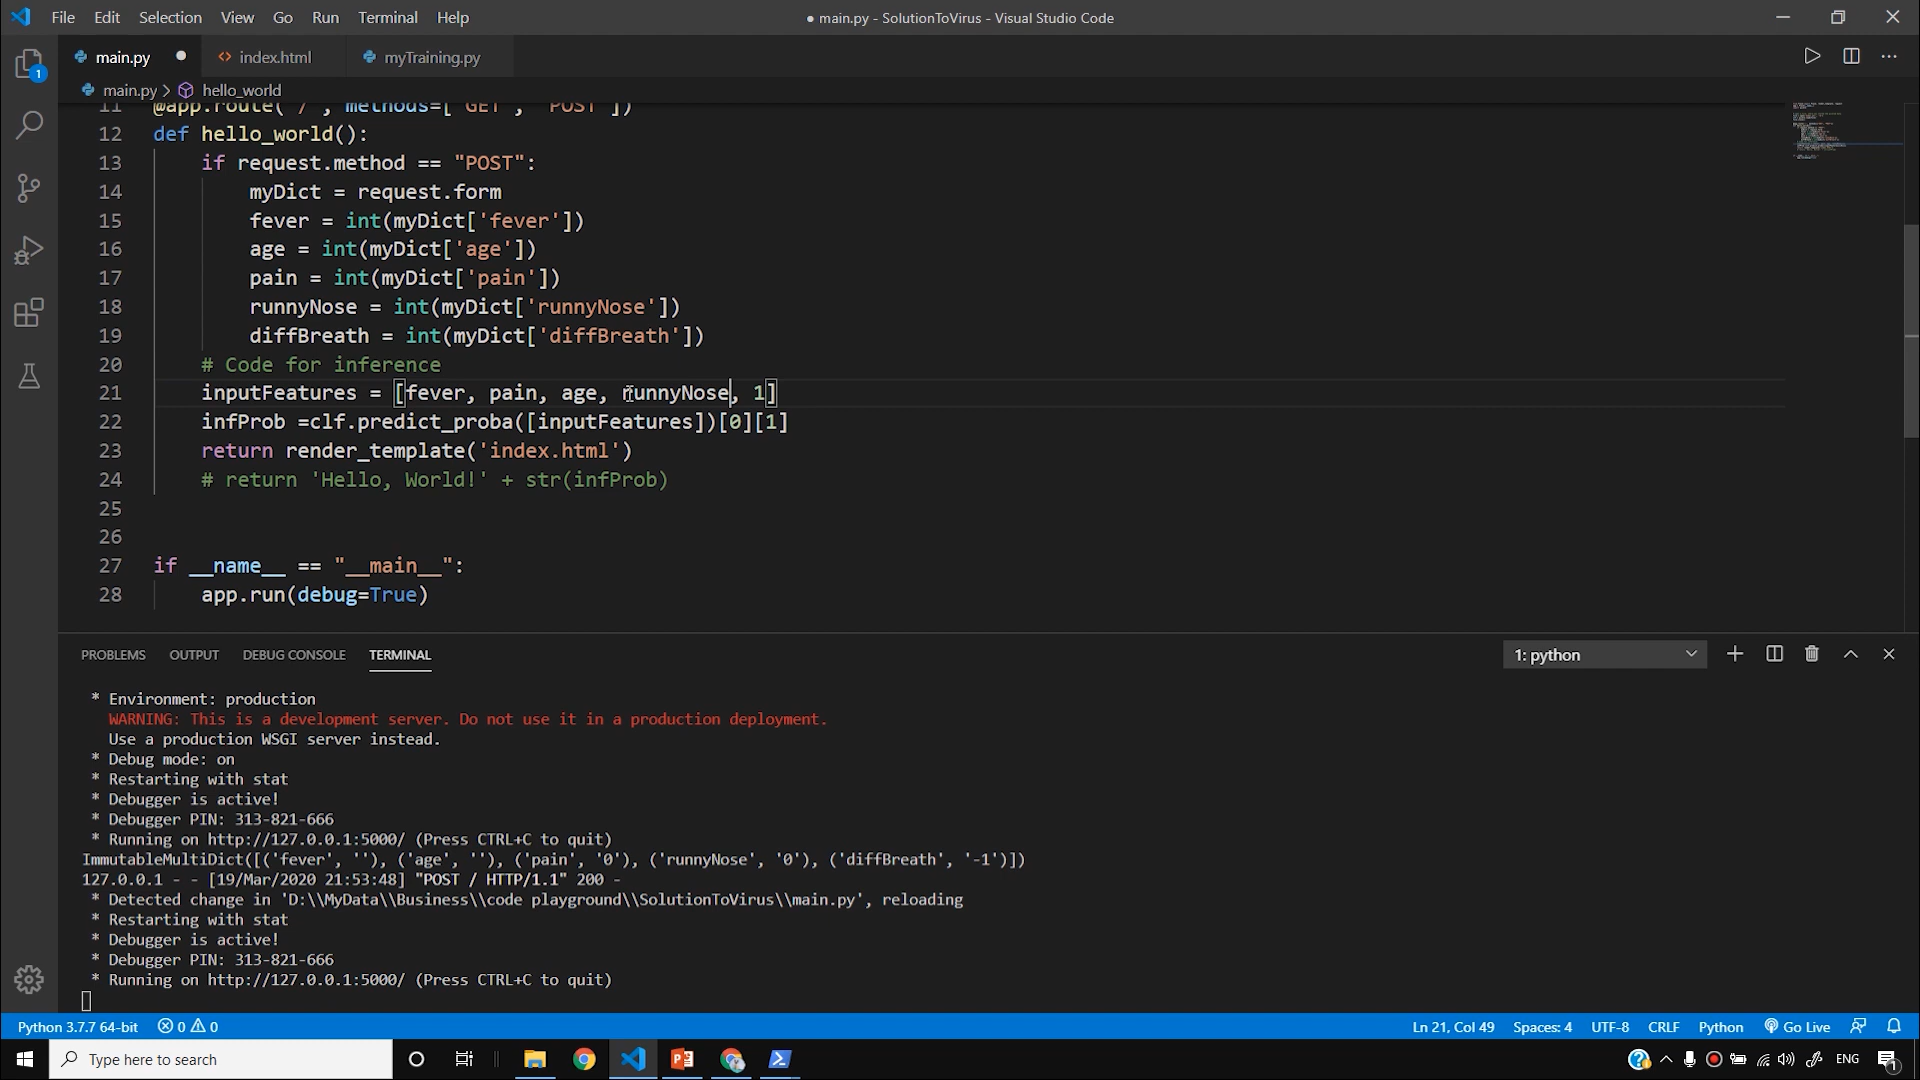 File Edit Selection View Go Run Terminal Help
● main.py - SolutionToVirus - Visual Studio Code
main.py ● index.html myTraining.py
1
main.py > hello_world
11 @app.route('/', methods=["GET", "POST"])
12 def hello_world():
13 if request.method == "POST":
14 myDict = request.form
15 fever = int(myDict['fever'])
16 age = int(myDict['age'])
17 pain = int(myDict['pain'])
18 runnyNose = int(myDict['runnyNose'])
19 diffBreath = int(myDict['diffBreath'])
20 # Code for inference
21 inputFeatures = [fever, pain, age, runnyNose, 1]
22 infProb =clf.predict_proba([inputFeatures])[0][1]
23 return render_template('index.html')
24 # return 'Hello, World!' + str(infProb)
25
26
27 if __name__ == "__main__":
28 app.run(debug=True)
PROBLEMS OUTPUT DEBUG CONSOLE TERMINAL 1: python
* Environment: production
WARNING: This is a development server. Do not use it in a production deployment.
Use a production WSGI server instead.
* Debug mode: on
* Restarting with stat
* Debugger is active!
* Debugger PIN: 313-821-666
* Running on http://127.0.0.1:5000/ (Press CTRL+C to quit)
ImmutableMultiDict([('fever', ''), ('age', ''), ('pain', '0'), ('runnyNose', '0'), ('diffBreath', '-1')])
127.0.0.1 - - [19/Mar/2020 21:53:48] "POST / HTTP/1.1" 200 -
* Detected change in 'D:\\MyData\\Business\\code playground\\SolutionToVirus\\main.py', reloading
* Restarting with stat
* Debugger is active!
* Debugger PIN: 313-821-666
* Running on http://127.0.0.1:5000/ (Press CTRL+C to quit)
Python 3.7.7 64-bit 0 0 Ln 21, Col 49 Spaces: 4 UTF-8 CRLF Python Go Live
Type here to search ENG 1